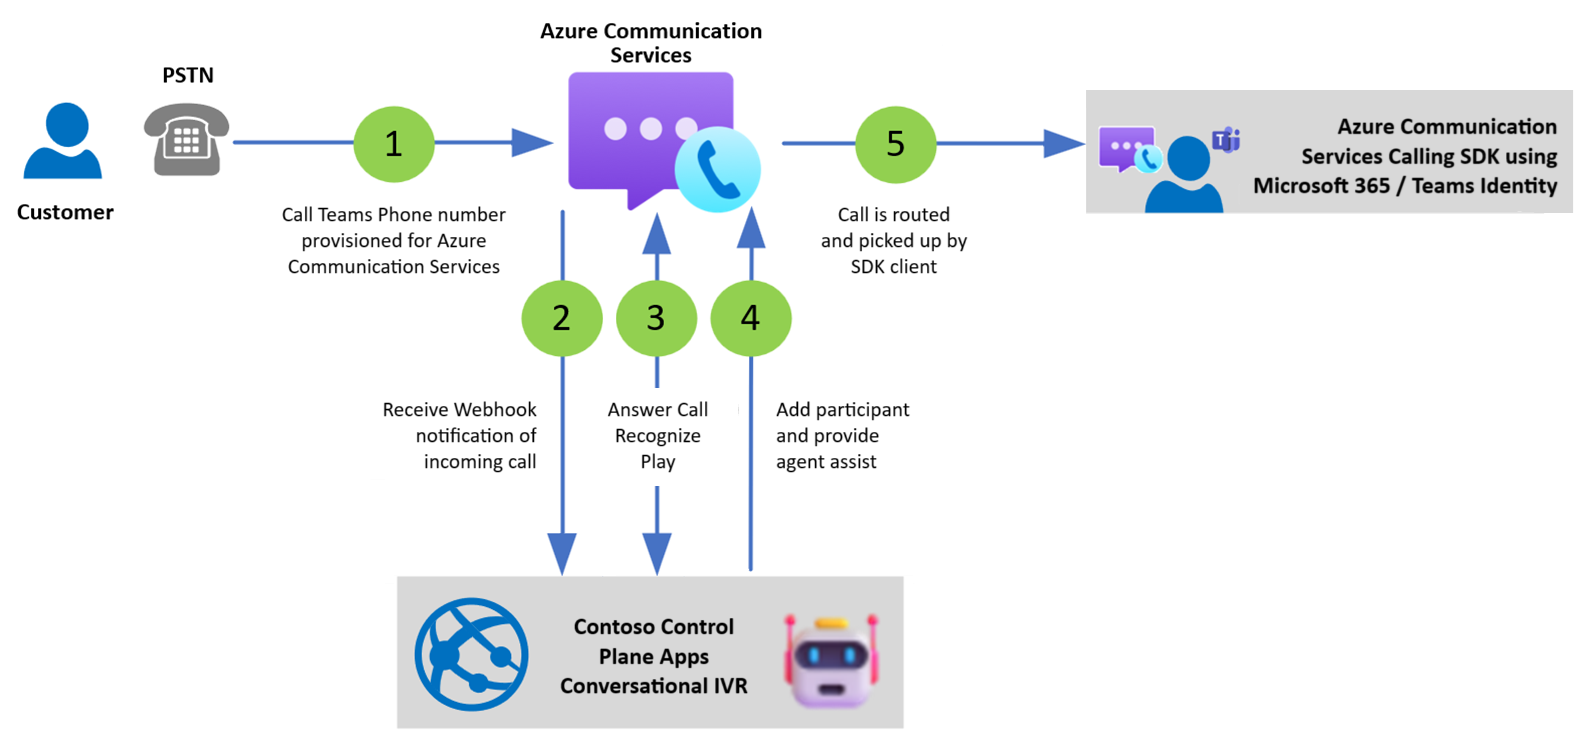 Azure Communication
Services
PSTN
Customer
1
Call Teams Phone number
provisioned for Azure
Communication Services
5
Call is routed
and picked up by
SDK client
Azure Communication
Services Calling SDK using
Microsoft 365 / Teams Identity
2
Receive Webhook
notification of
incoming call
3
Answer Call
Recognize
Play
4
Add participant
and provide
agent assist
Contoso Control
Plane Apps
Conversational IVR